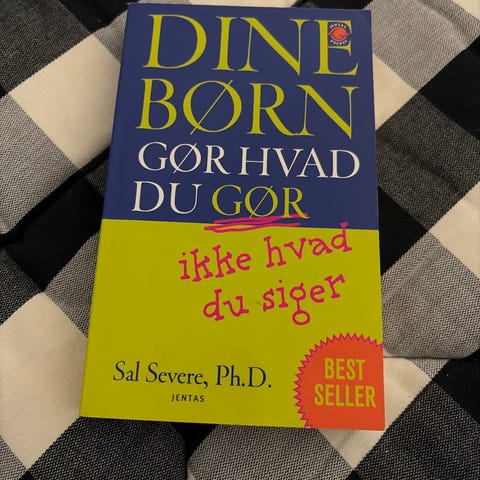 DINE
BØRN
GØR HVAD
DU GØR
ikke hvad
du siger
Sal Severe, Ph.D.
JENTAS
BEST
SELLER